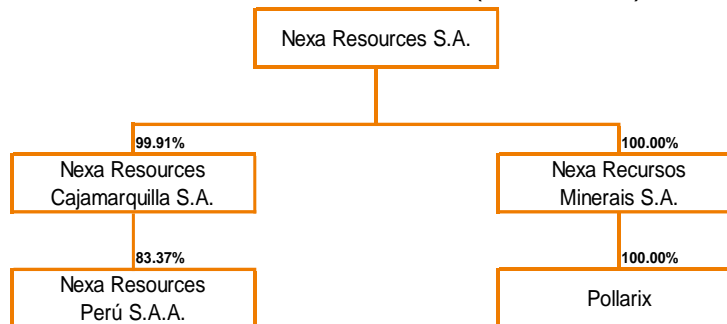 Nexa Resources S.A.
99.91%
100.00%
Nexa Resources
Cajamarquilla S.A.
Nexa Recursos
Minerais S.A.
83.37%
100.00%
Nexa Resources
Perú S.A.A.
Pollarix